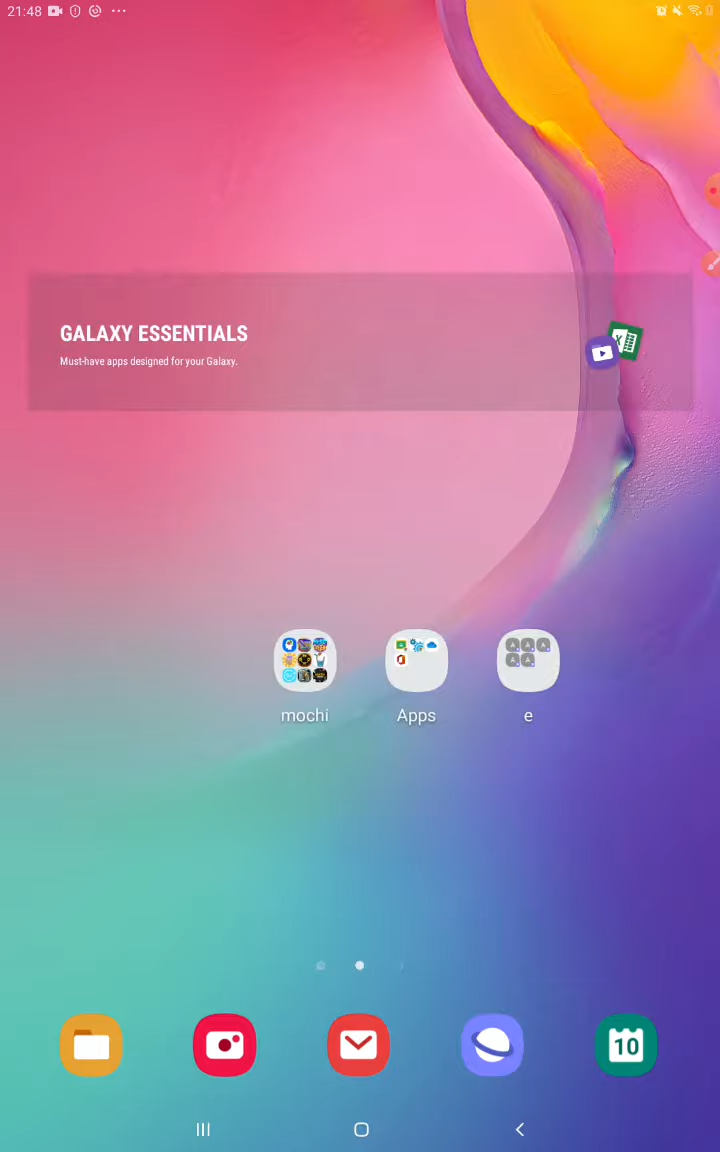 21:48
GALAXY ESSENTIALS
Must-have apps designed for your Galaxy.
mochi
Apps
e
10